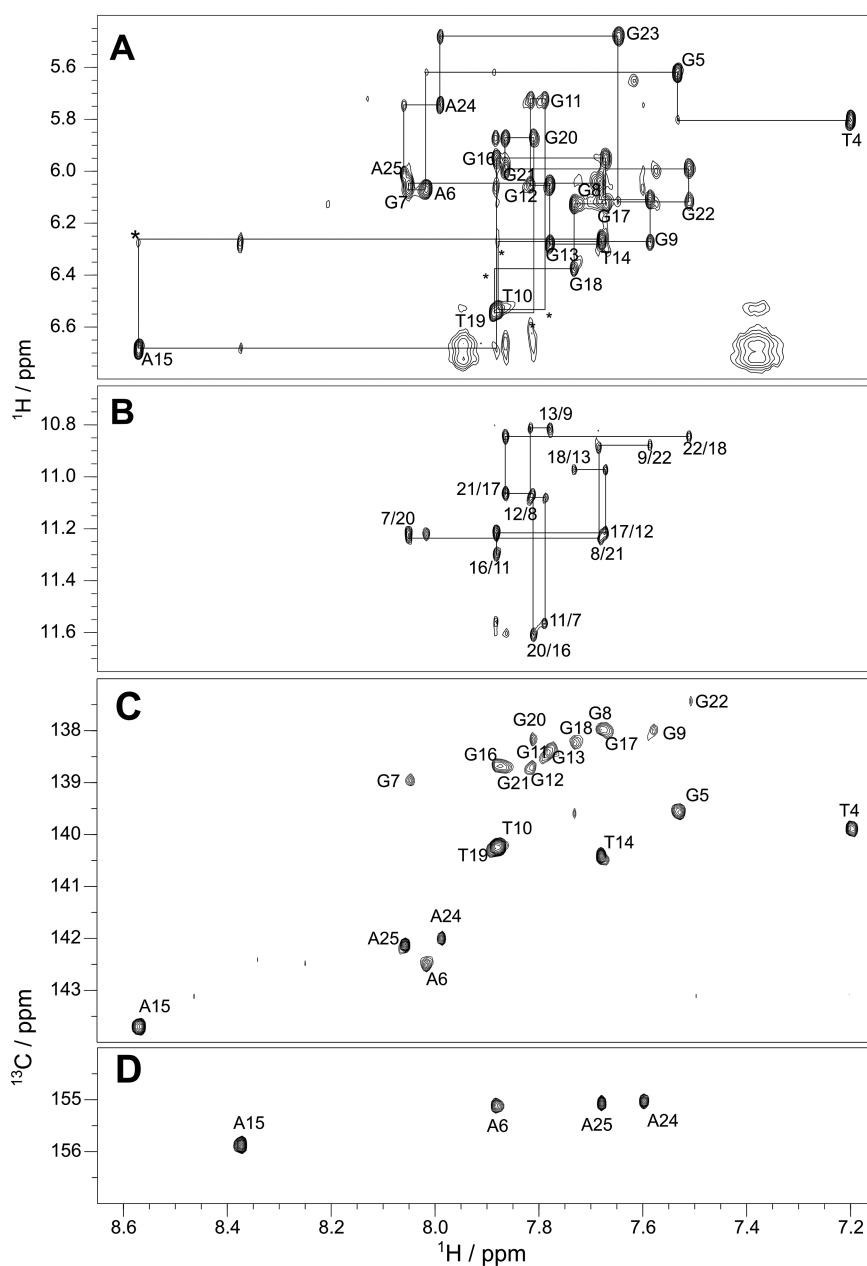 A
G23
5.6
G5
A24
G11
5.8
T4
G20
G16
6.0
A25
G21
G8
G7
A6
G12
G17
G22
6.2
*
G13
T14
G9
*
6.4
*
G18
T10
T19
*
6.6
*
A15
¹H / ppm
B
13/9
10.8
9/22
22/18
18/13
11.0
21/17
12/8
7/20
17/12
11.2
16/11
8/21
11.4
11/7
11.6
20/16
C
G22
138
G20
G18
G8
G9
G16
G11
G13
G17
139
G7
G21
G12
G5
T4
140
T10
T19
T14
141
A24
142
A25
A6
143
A15
¹³C / ppm
D
155
A15
A6
A25
A24
156
8.6
8.4
8.2
8.0
7.8
7.6
7.4
7.2
¹H / ppm